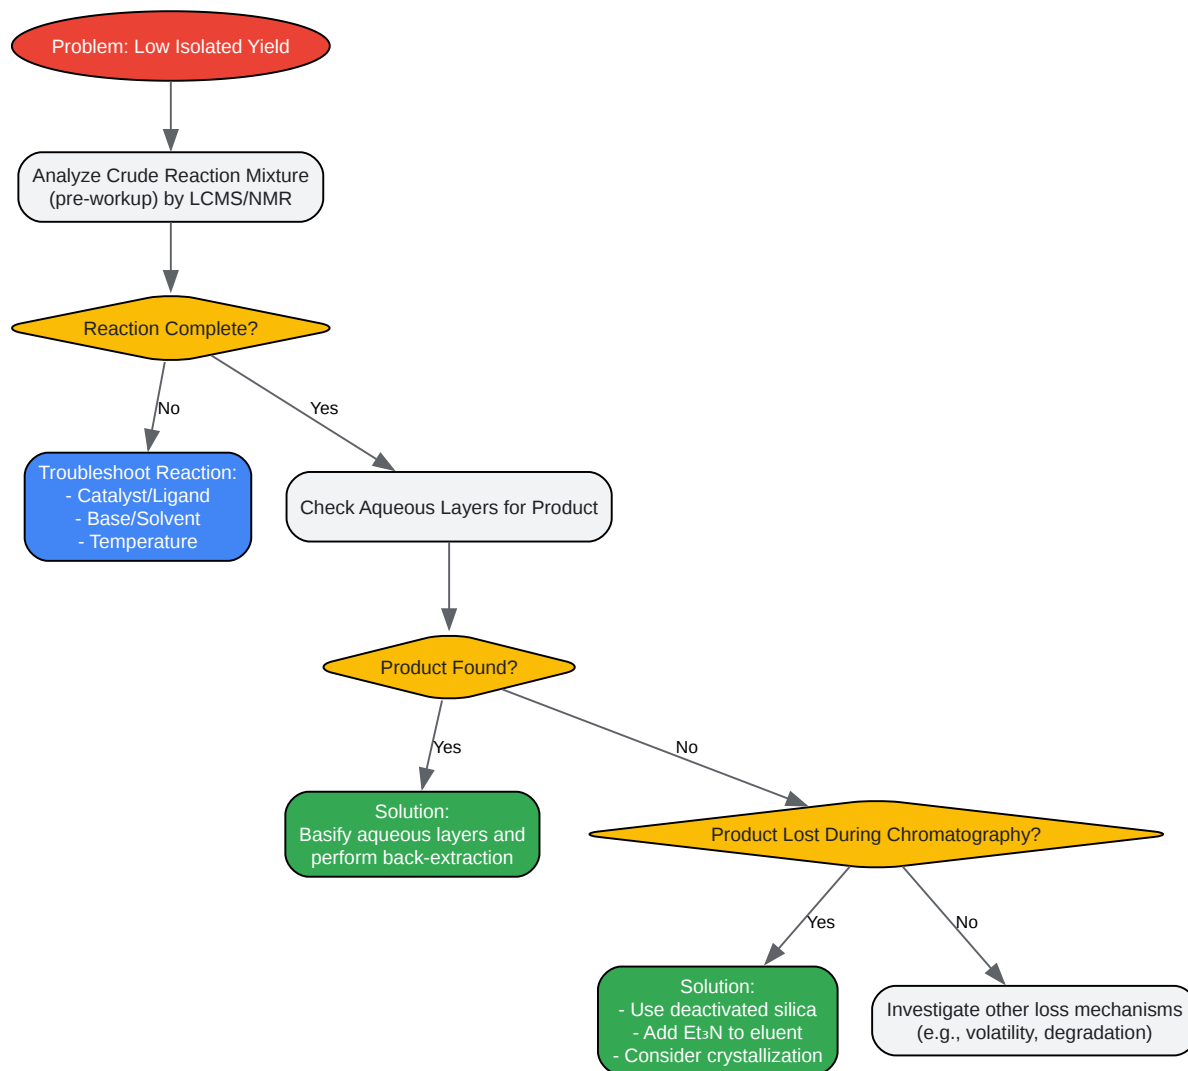 Problem: Low Isolated Yield
Analyze Crude Reaction Mixture
(pre-workup) by LCMS/NMR
Reaction Complete?
No
Yes
Troubleshoot Reaction:
- Catalyst/Ligand
- Base/Solvent
- Temperature
Check Aqueous Layers for Product
Product Found?
Yes
No
Solution:
Basify aqueous layers and
perform back-extraction
Product Lost During Chromatography?
Yes
No
Solution:
- Use deactivated silica
- Add Et₃N to eluent
- Consider crystallization
Investigate other loss mechanisms
(e.g., volatility, degradation)